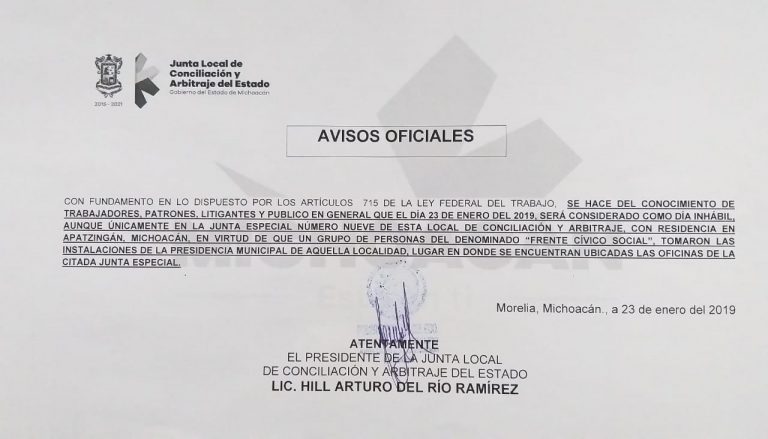 Junta Local de
Conciliación y
Arbitraje del Estado
Gobierno del Estado de Michoacán
2015 - 2021
AVISOS OFICIALES
CON FUNDAMENTO EN LO DISPUESTO POR LOS ARTÍCULOS 715 DE LA LEY FEDERAL DEL TRABAJO, SE HACE DEL CONOCIMIENTO DE
TRABAJADORES, PATRONES, LITIGANTES Y PUBLICO EN GENERAL QUE EL DÍA 23 DE ENERO DEL 2019, SERÁ CONSIDERADO COMO DÍA INHÁBIL,
AUNQUE ÚNICAMENTE EN LA JUNTA ESPECIAL NÚMERO NUEVE DE ESTA LOCAL DE CONCILIACIÓN Y ARBITRAJE, CON RESIDENCIA EN
APATZINGÁN, MICHOACÁN, EN VIRTUD DE QUE UN GRUPO DE PERSONAS DEL DENOMINADO “FRENTE CÍVICO SOCIAL”, TOMARON LAS
INSTALACIONES DE LA PRESIDENCIA MUNICIPAL DE AQUELLA LOCALIDAD, LUGAR EN DONDE SE ENCUENTRAN UBICADAS LAS OFICINAS DE LA
CITADA JUNTA ESPECIAL.
Morelia, Michoacán., a 23 de enero del 2019
ATENTAMENTE
EL PRESIDENTE DE LA JUNTA LOCAL
DE CONCILIACIÓN Y ARBITRAJE DEL ESTADO
LIC. HILL ARTURO DEL RÍO RAMÍREZ